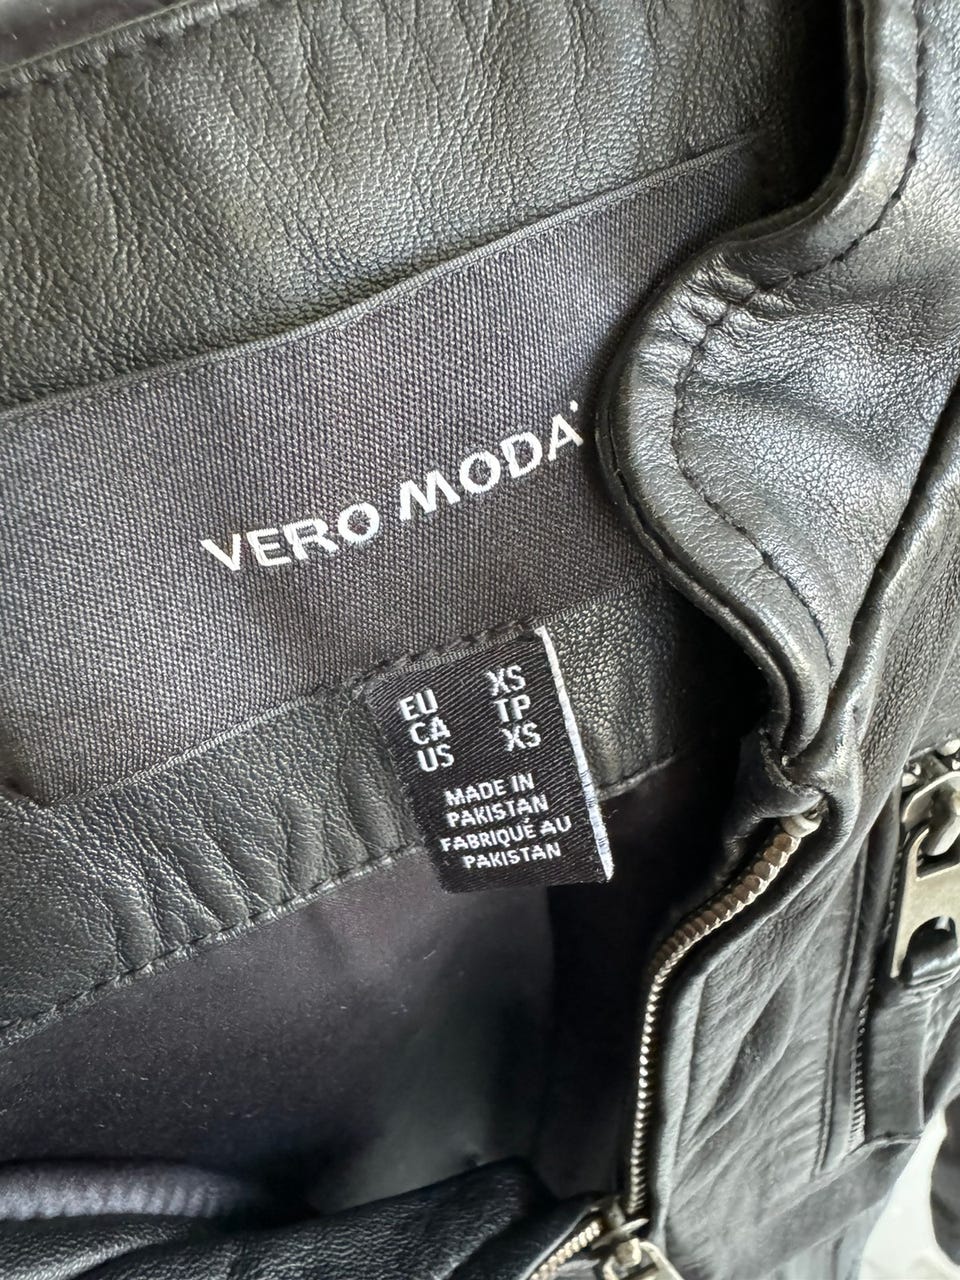 VERO MODA
EU XS
CA TP
US XS
MADE IN
PAKISTAN
FABRIQUÉ AU
PAKISTAN